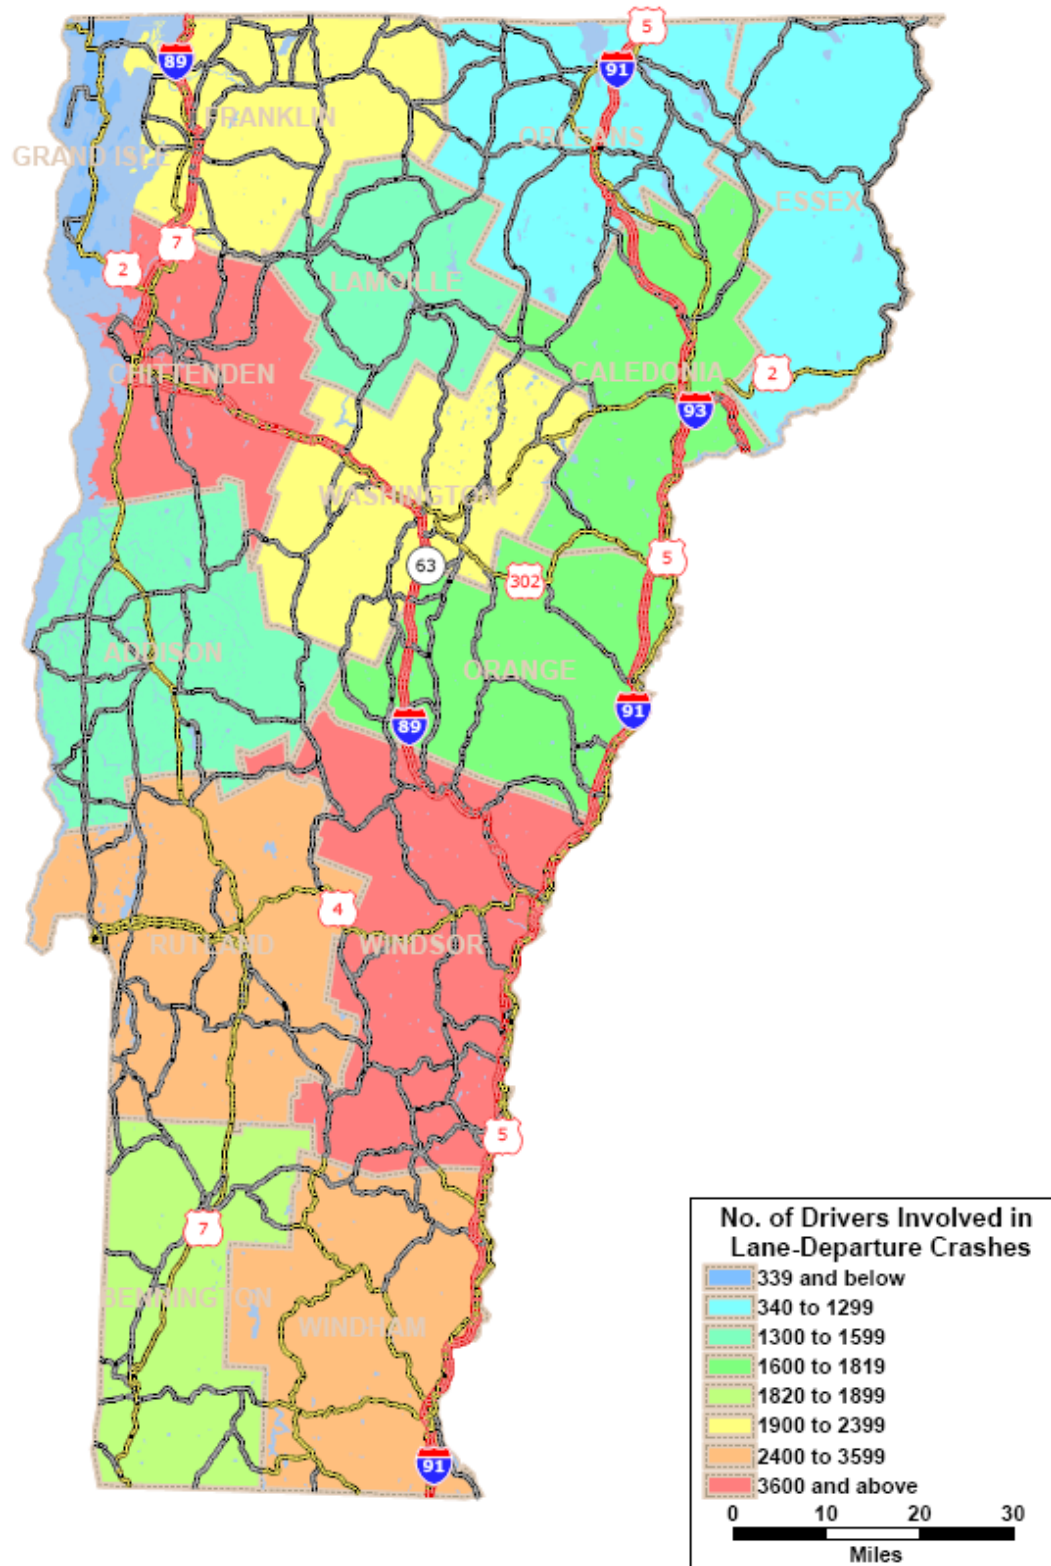 5
89
91
FRANKLIN
ORLEANS
GRAND ISLE
ESSEX
7
2
LAMOILLE
CHITTENDEN
CALEDONIA
2
93
WASHINGTON
63
5
302
ADDISON
ORANGE
91
89
4
RUTLAND
WINDSOR
5
7
BENNINGTON
WINDHAM
91
No. of Drivers Involved in
Lane-Departure Crashes
339 and below
340 to 1299
1300 to 1599
1600 to 1819
1820 to 1899
1900 to 2399
2400 to 3599
3600 and above
0 10 20 30
Miles